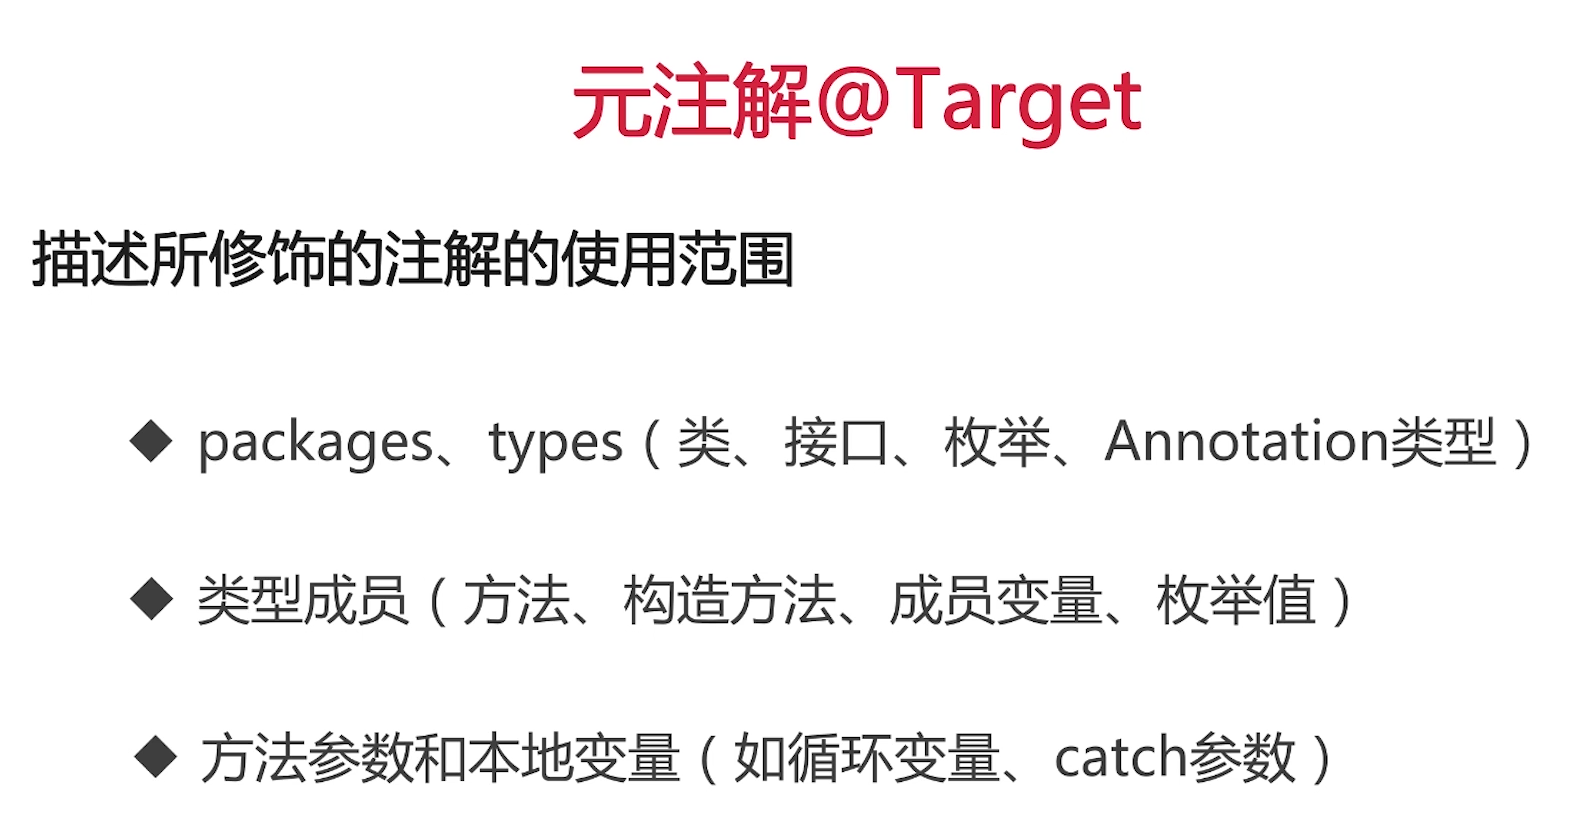 元注解@Target
描述所修饰的注解的使用范围
◆ packages、types（类、接口、枚举、Annotation类型）
◆ 类型成员（方法、构造方法、成员变量、枚举值）
◆ 方法参数和本地变量（如循环变量、catch参数）